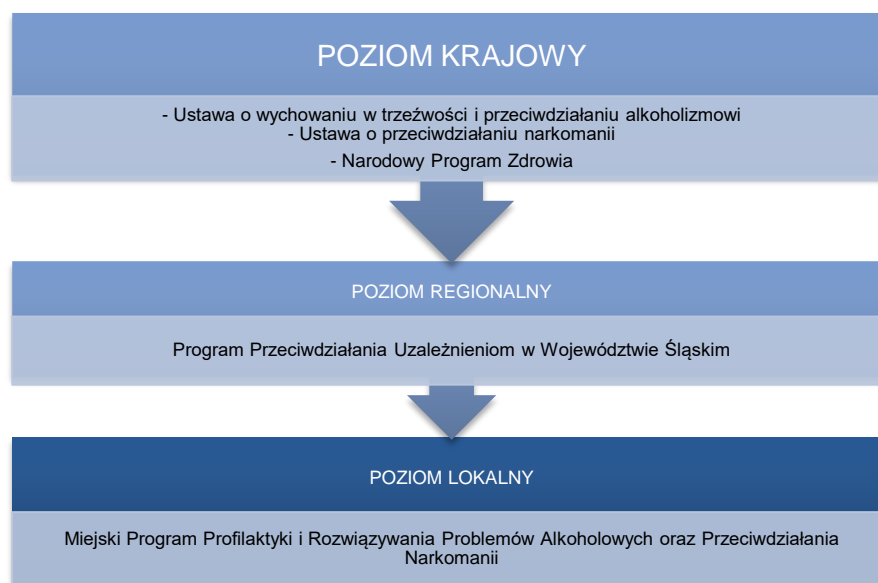 POZIOM KRAJOWY
- Ustawa o wychowaniu w trzeźwości i przeciwdziałaniu alkoholizmowi
- Ustawa o przeciwdziałaniu narkomanii
- Narodowy Program Zdrowia
POZIOM REGIONALNY
Program Przeciwdziałania Uzależnieniom w Województwie Śląskim
POZIOM LOKALNY
Miejski Program Profilaktyki i Rozwiązywania Problemów Alkoholowych oraz Przeciwdziałania
Narkomanii